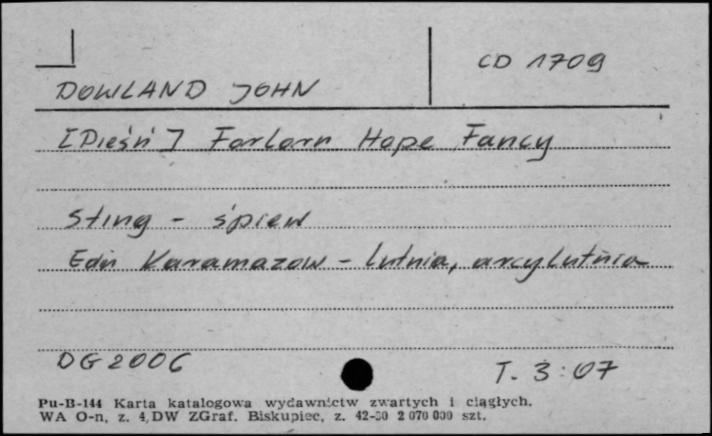 CD 1709
DOWLAND JOHN
[Pieśń] Forlorn Hope Fancy
Sting - śpiew
Edin Karamazow - lutnia, arcylutnia
DG 2006
T. 3:07
Pu-B-144 Karta katalogowa wydawnictw zwartych i ciągłych.
WA O-n, z. 4, DW ZGraf. Biskupiec, z. 42-30 2 070 000 szt.